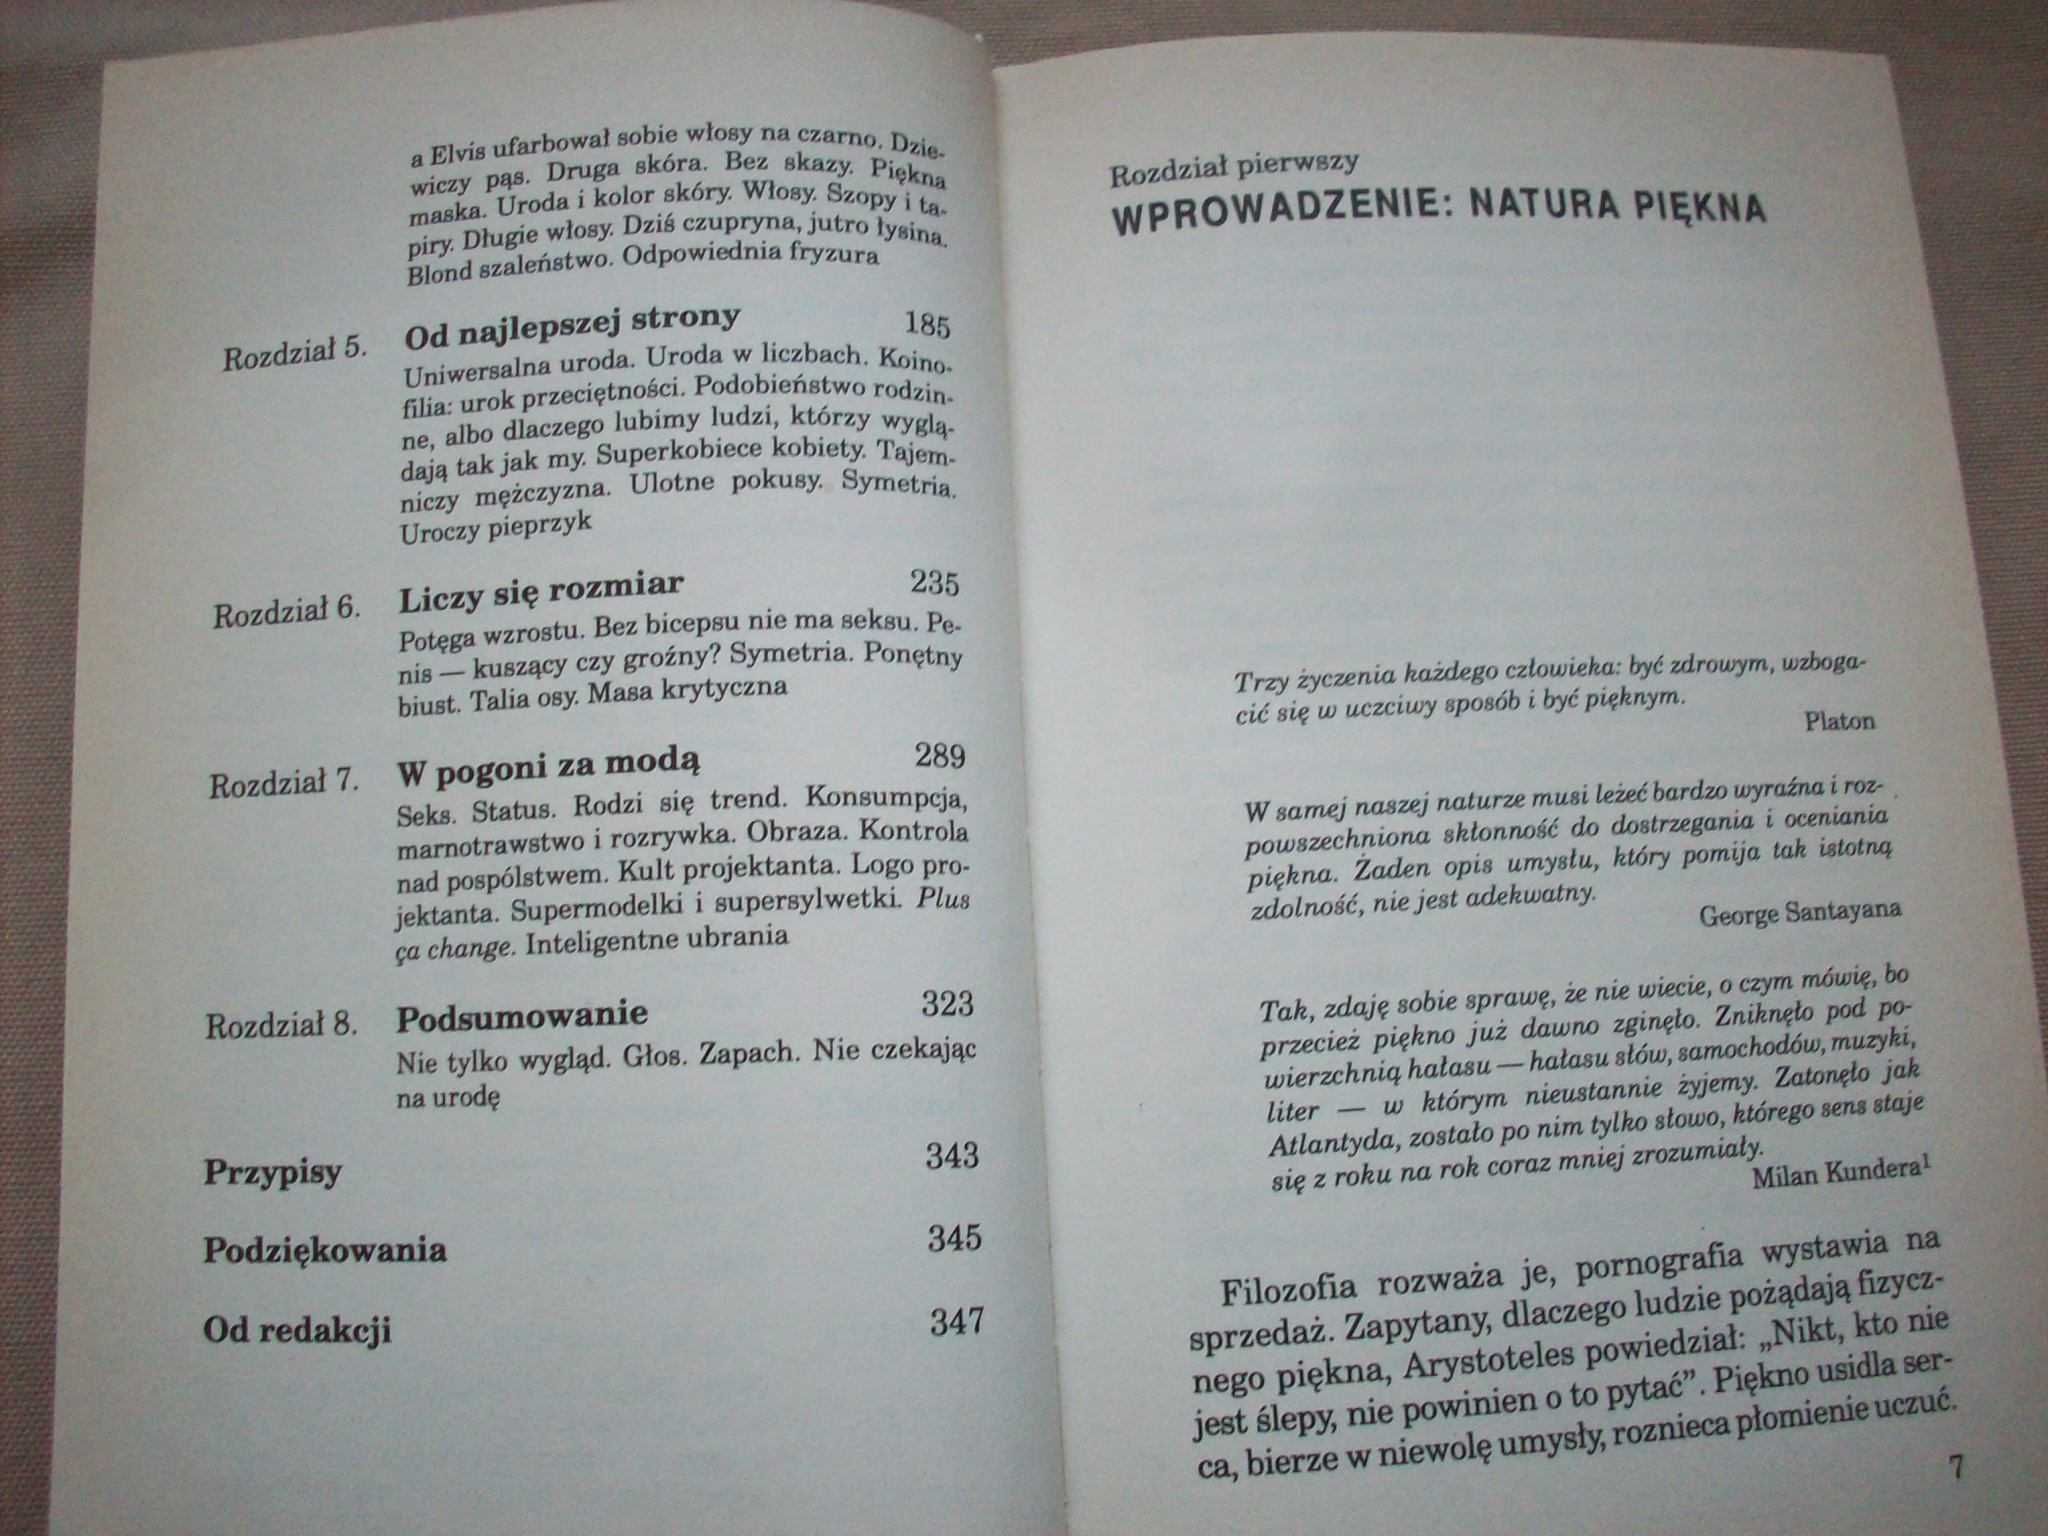 a Elvis ufarbował sobie włosy na czarno. Dzie-
wiczy pąs. Druga skóra. Bez skazy. Piękna
maska. Uroda i kolor skóry. Włosy. Szopy i ta-
piry. Długie włosy. Dziś czupryna, jutro łysina.
Blond szaleństwo. Odpowiednia fryzura
Rozdział 5. Od najlepszej strony 185
Uniwersalna uroda. Uroda w liczbach. Koino-
filia: urok przeciętności. Podobieństwo rodzin-
ne, albo dlaczego lubimy ludzi, którzy wyglą-
dają tak jak my. Superkobiece kobiety. Tajem-
niczy mężczyzna. Ulotne pokusy. Symetria.
Uroczy pieprzyk
Rozdział 6. Liczy się rozmiar 235
Potęga wzrostu. Bez bicepsu nie ma seksu. Pe-
nis — kuszący czy groźny? Symetria. Ponętny
biust. Talia osy. Masa krytyczna
Rozdział 7. W pogoni za modą 289
Seks. Status. Rodzi się trend. Konsumpcja,
marnotrawstwo i rozrywka. Obraza. Kontrola
nad pospólstwem. Kult projektanta. Logo pro-
jektanta. Supermodelki i supersylwetki. Plus
ça change. Inteligentne ubrania
Rozdział 8. Podsumowanie 323
Nie tylko wygląd. Głos. Zapach. Nie czekając
na urodę
Przypisy 343
Podziękowania 345
Od redakcji 347
Rozdział pierwszy
WPROWADZENIE: NATURA PIĘKNA
Trzy życzenia każdego człowieka: być zdrowym, wzboga-
cić się w uczciwy sposób i być pięknym.
Platon
W samej naszej naturze musi leżeć bardzo wyraźna i roz-
powszechniona skłonność do dostrzegania i oceniania
piękna. Żaden opis umysłu, który pomija tak istotną
zdolność, nie jest adekwatny.
George Santayana
Tak, zdaję sobie sprawę, że nie wiecie, o czym mówię, bo
przecież piękno już dawno zginęło. Zniknęło pod po-
wierzchnią hałasu — hałasu słów, samochodów, muzyki,
liter — w którym nieustannie żyjemy. Zatonęło jak
Atlantyda, zostało po nim tylko słowo, którego sens staje
się z roku na rok coraz mniej zrozumiały.
Milan Kundera¹
Filozofia rozważa je, pornografia wystawia na
sprzedaż. Zapytany, dlaczego ludzie pożądają fizycz-
nego piękna, Arystoteles powiedział: „Nikt, kto nie
jest ślepy, nie powinien o to pytać”. Piękno usidla ser-
ca, bierze w niewolę umysły, roznieca płomienie uczuć.
7